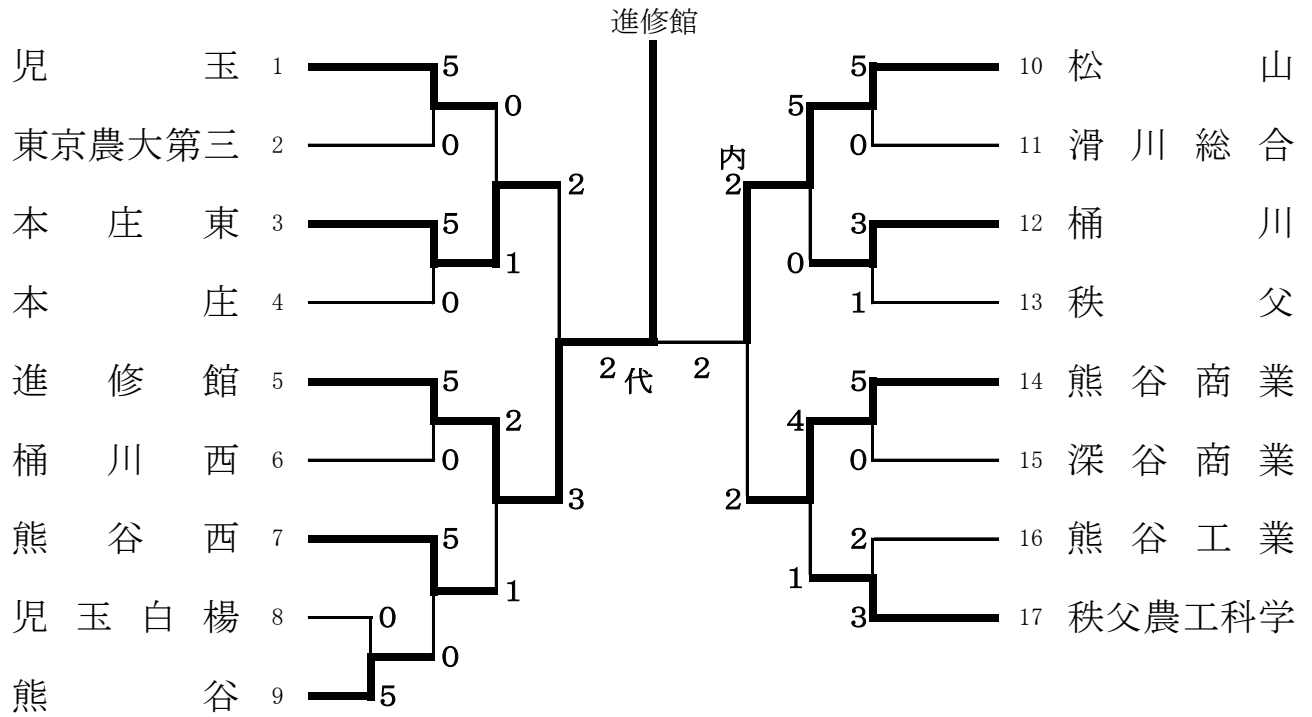 進修館
児玉 1 5
0
東京農大第三 2 0
2
本庄東 3 5
1
本庄 4 0
進修館 5 5
2
桶川西 6 0
3
熊谷西 7 5
1
児玉白楊 8 0
0
熊谷 9 5
2 代 2
5 10 松山
5
0 11 滑川総合
内
2
3 12 桶川
0
1 13 秩父
5 14 熊谷商業
4
0 15 深谷商業
2
2 16 熊谷工業
1
3 17 秩父農工科学